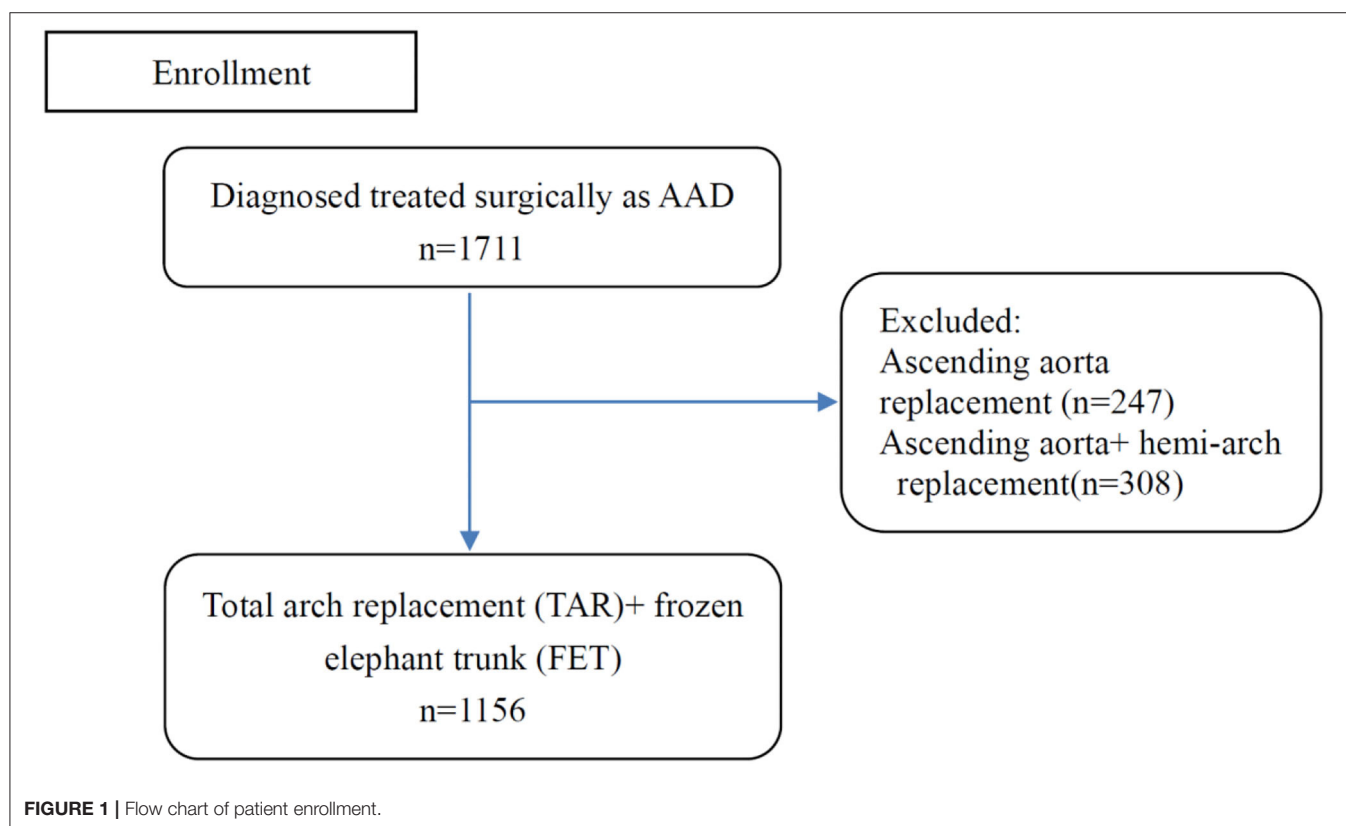 Enrollment
Diagnosed treated surgically as AAD
n=1711
Excluded:
Ascending aorta
replacement (n=247)
Ascending aorta+ hemi-arch
replacement(n=308)
Total arch replacement (TAR)+ frozen
elephant trunk (FET)
n=1156
FIGURE 1 | Flow chart of patient enrollment.